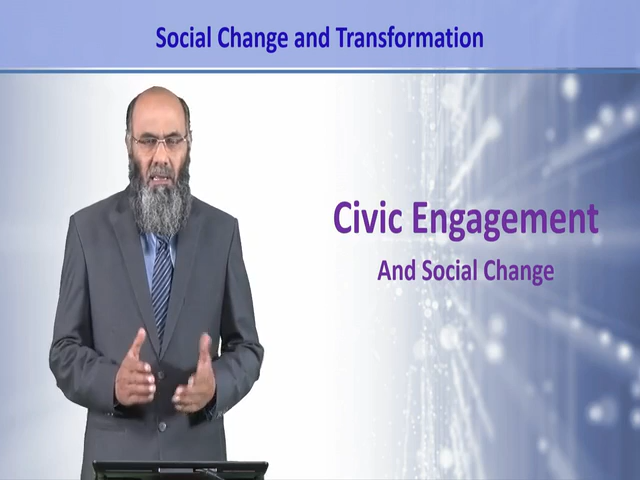 Social Change and Transformation
Civic Engagement
And Social Change